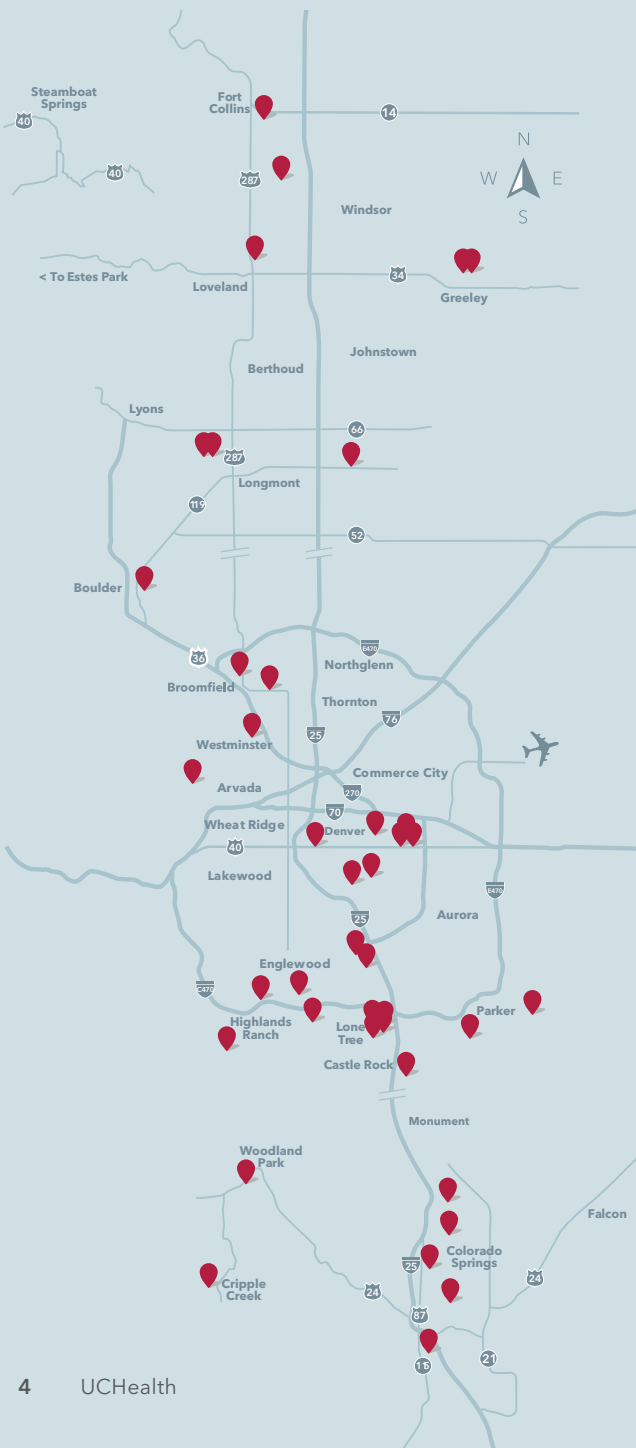 Steamboat
Springs
40
40
Fort
Collins
14
287
N
W E
S
Windsor
< To Estes Park
Loveland
34
Greeley
Johnstown
Berthoud
Lyons
66
287
Longmont
119
52
Boulder
36
E470
Northglenn
Broomfield
Thornton
76
25
Westminster
Commerce City
Arvada
270
70
Wheat Ridge
Denver
40
Lakewood
E470
25
Aurora
Englewood
C470
Highlands
Ranch
Lone
Tree
Parker
Castle Rock
Monument
Woodland
Park
Falcon
Colorado
Springs
25
Cripple
Creek
24
24
87
21
115
4 UCHealth